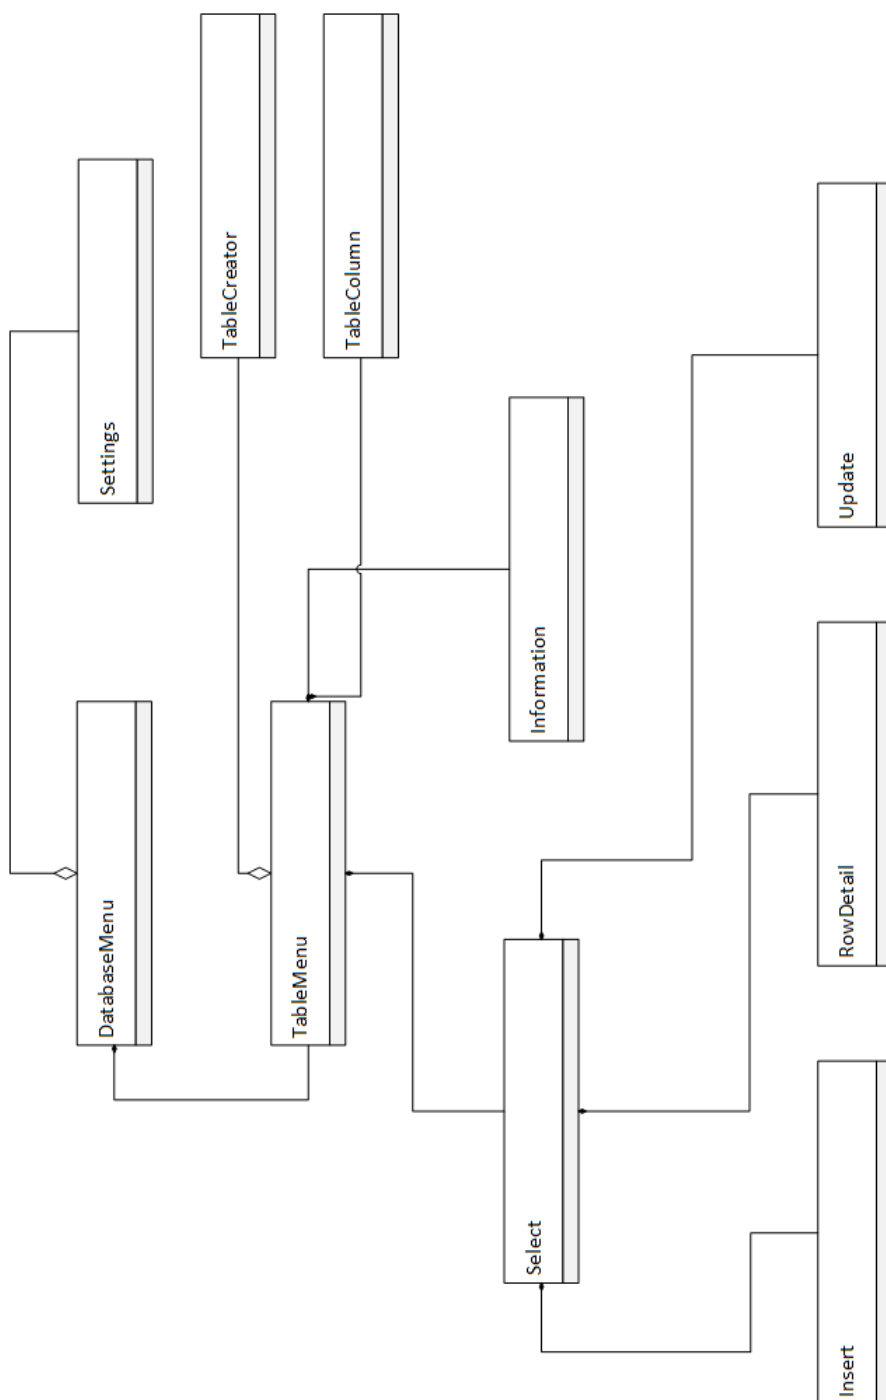 DatabaseMenu
Settings
TableMenu
TableCreator
TableColumn
Select
Information
Insert
RowDetail
Update